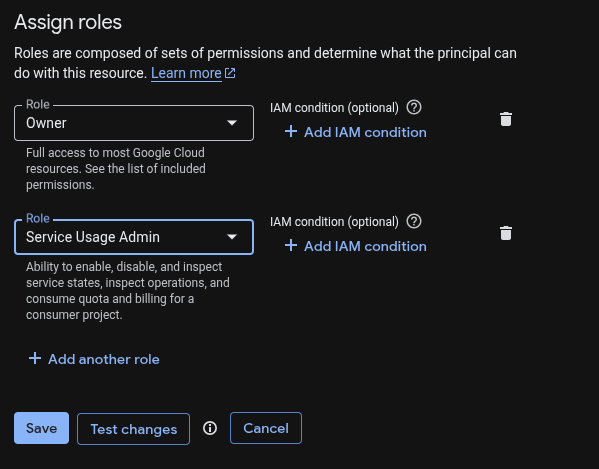 Assign roles
Roles are composed of sets of permissions and determine what the principal can
do with this resource. Learn more
Role
Owner
IAM condition (optional)
Add IAM condition
Full access to most Google Cloud
resources. See the list of included
permissions.
Role
Service Usage Admin
IAM condition (optional)
Add IAM condition
Ability to enable, disable, and inspect
service states, inspect operations, and
consume quota and billing for a
consumer project.
Add another role
Save
Test changes
Cancel